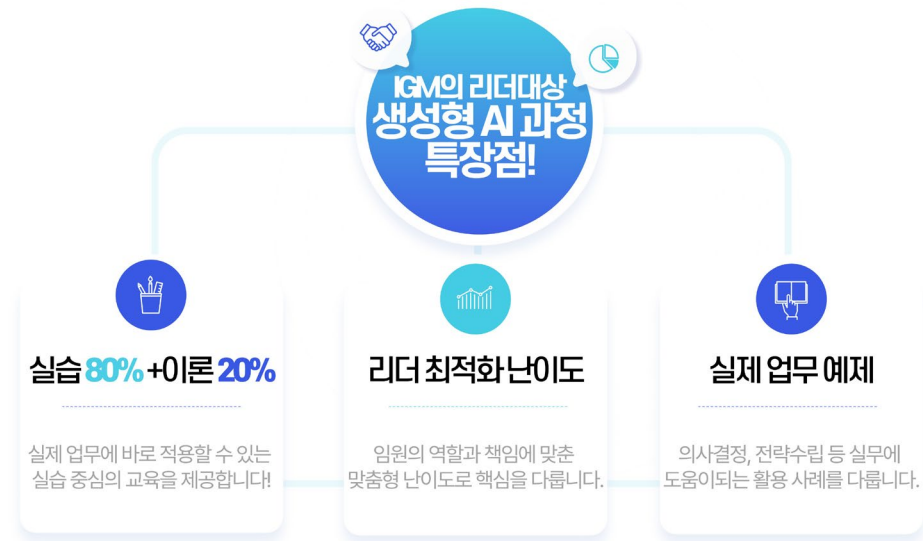 IGM의 리더대상
생성형 AI 과정
특장점!
실습 80% +이론 20%
실제 업무에 바로 적용할 수 있는
실습 중심의 교육을 제공합니다!
리더 최적화 난이도
임원의 역할과 책임에 맞춘
맞춤형 난이도로 핵심을 다룹니다.
실제 업무 예제
의사결정, 전략수립 등 실무에
도움이되는 활용 사례를 다룹니다.